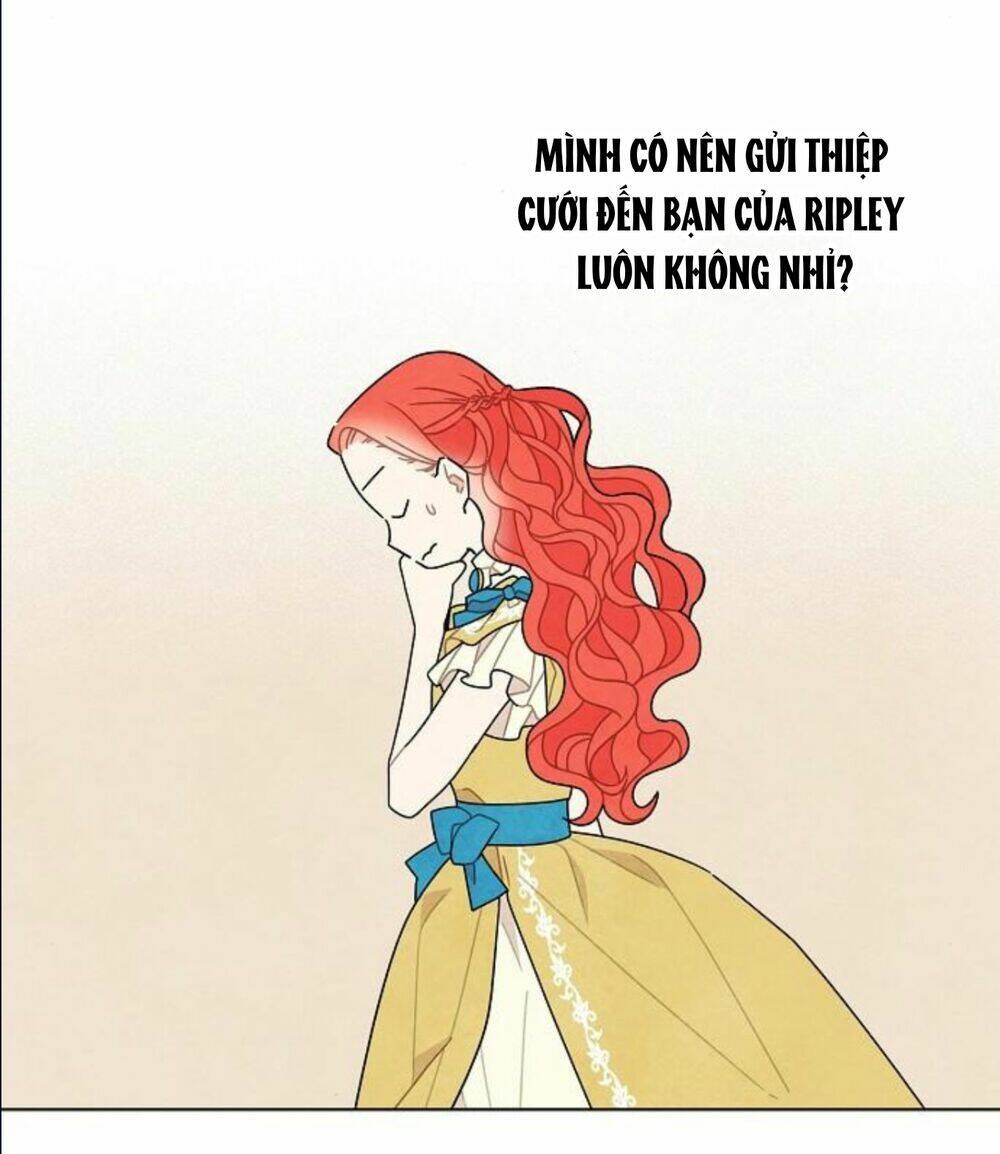 MÌNH CÓ NÊN GỬI THIỆP
CƯỚI ĐẾN BẠN CỦA RIPLEY
LUÔN KHÔNG NHỈ?